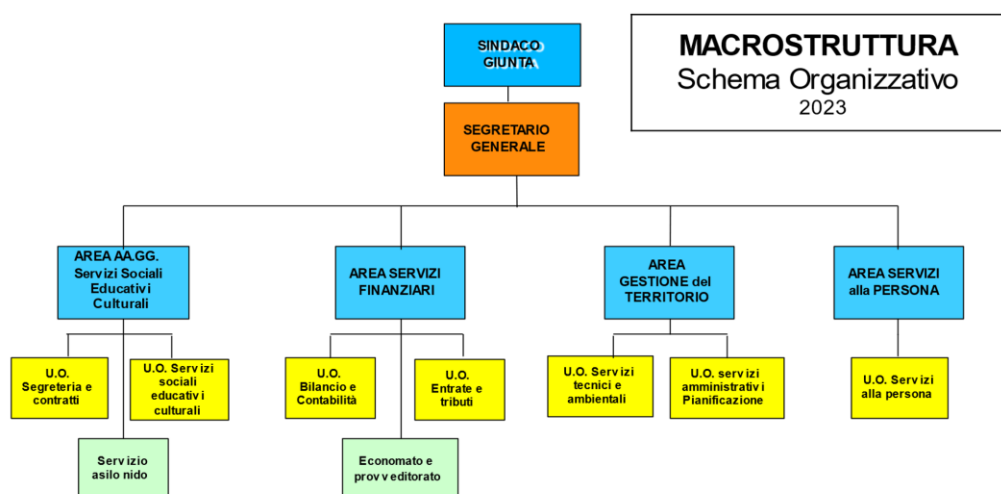 SINDACO
GIUNTA
MACROSTRUTTURA
Schema Organizzativo
2023
SEGRETARIO
GENERALE
AREA AA.GG.
Servizi Sociali
Educativi
Culturali
AREA SERVIZI
FINANZIARI
AREA
GESTIONE del
TERRITORIO
AREA SERVIZI
alla PERSONA
U.O.
Segreteria e
contratti
U.O. Servizi
sociali
educativi
culturali
U.O.
Bilancio e
Contabilità
U.O.
Entrate e
tributi
U.O. Servizi
tecnici e
ambientali
U.O. servizi
amministrativi
Pianificazione
U.O. Servizi
alla persona
Servizio
asilo nido
Economato e
provveditorato